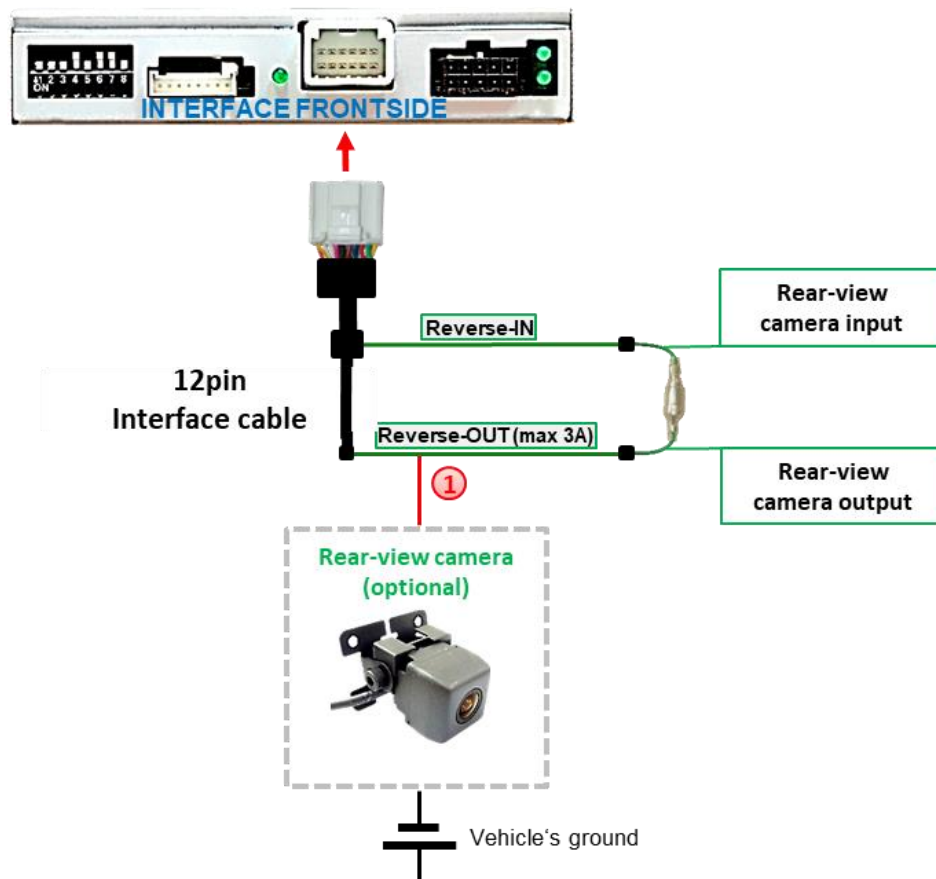 1 2 3 4 5 6 7 8
ON
INTERFACE FRONTSIDE
Reverse-IN
Rear-view
camera input
12pin
Interface cable
Reverse-OUT(max 3A)
1
Rear-view
camera output
Rear-view camera
(optional)
Vehicle's ground